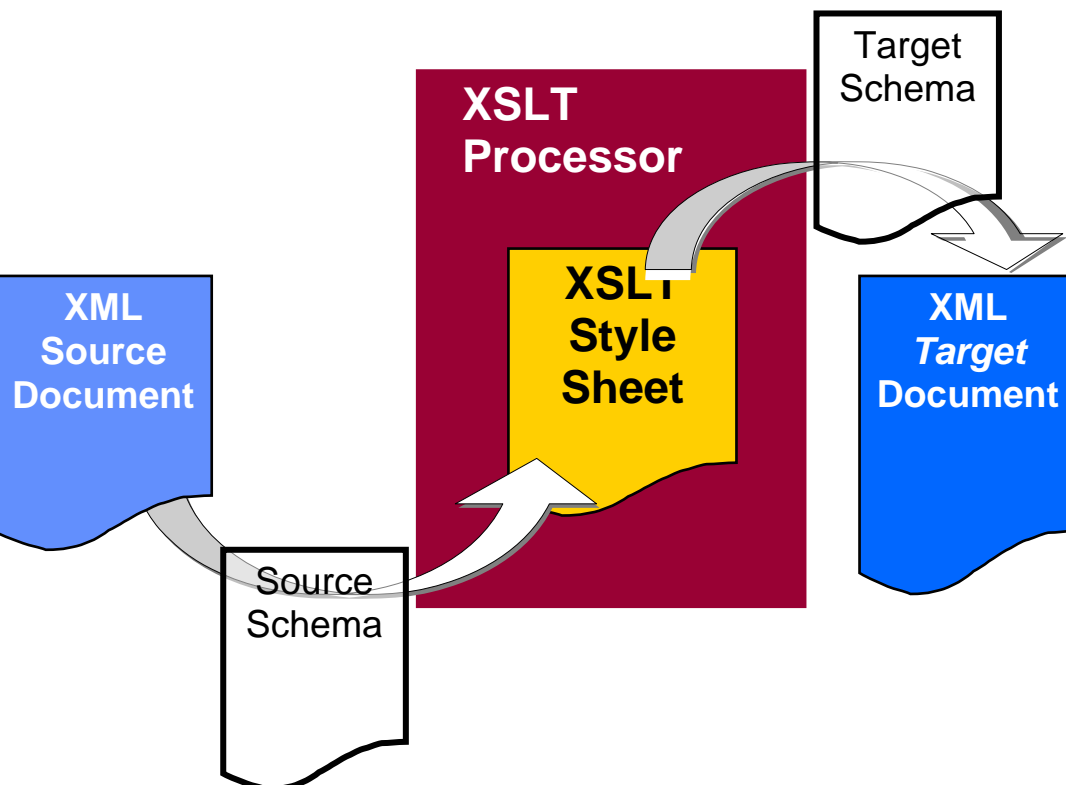 Target
Schema
XSLT
Processor
XSLT
Style
Sheet
XML
Source
Document
XML
Target
Document
Source
Schema